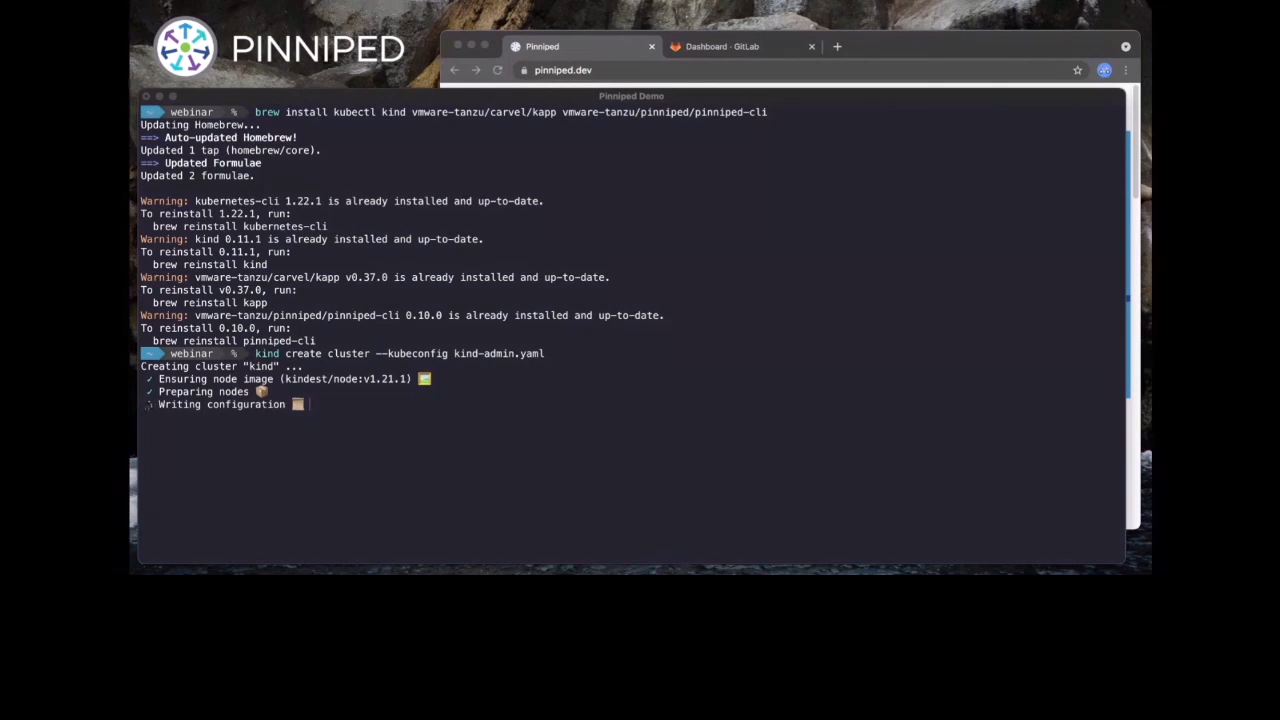 PINNIPED
Pinniped
Dashboard · GitLab
pinniped.dev
Pinniped Demo
~ webinar % brew install kubectl kind vmware-tanzu/carvel/kapp vmware-tanzu/pinniped/pinniped-cli
Updating Homebrew...
==> Auto-updated Homebrew!
Updated 1 tap (homebrew/core).
==> Updated Formulae
Updated 2 formulae.
Warning: kubernetes-cli 1.22.1 is already installed and up-to-date.
To reinstall 1.22.1, run:
brew reinstall kubernetes-cli
Warning: kind 0.11.1 is already installed and up-to-date.
To reinstall 0.11.1, run:
brew reinstall kind
Warning: vmware-tanzu/carvel/kapp v0.37.0 is already installed and up-to-date.
To reinstall v0.37.0, run:
brew reinstall kapp
Warning: vmware-tanzu/pinniped/pinniped-cli 0.10.0 is already installed and up-to-date.
To reinstall 0.10.0, run:
brew reinstall pinniped-cli
~ webinar % kind create cluster --kubeconfig kind-admin.yaml
Creating cluster "kind" ...
✓ Ensuring node image (kindest/node:v1.21.1) 🖼
✓ Preparing nodes 📦
Writing configuration 📜